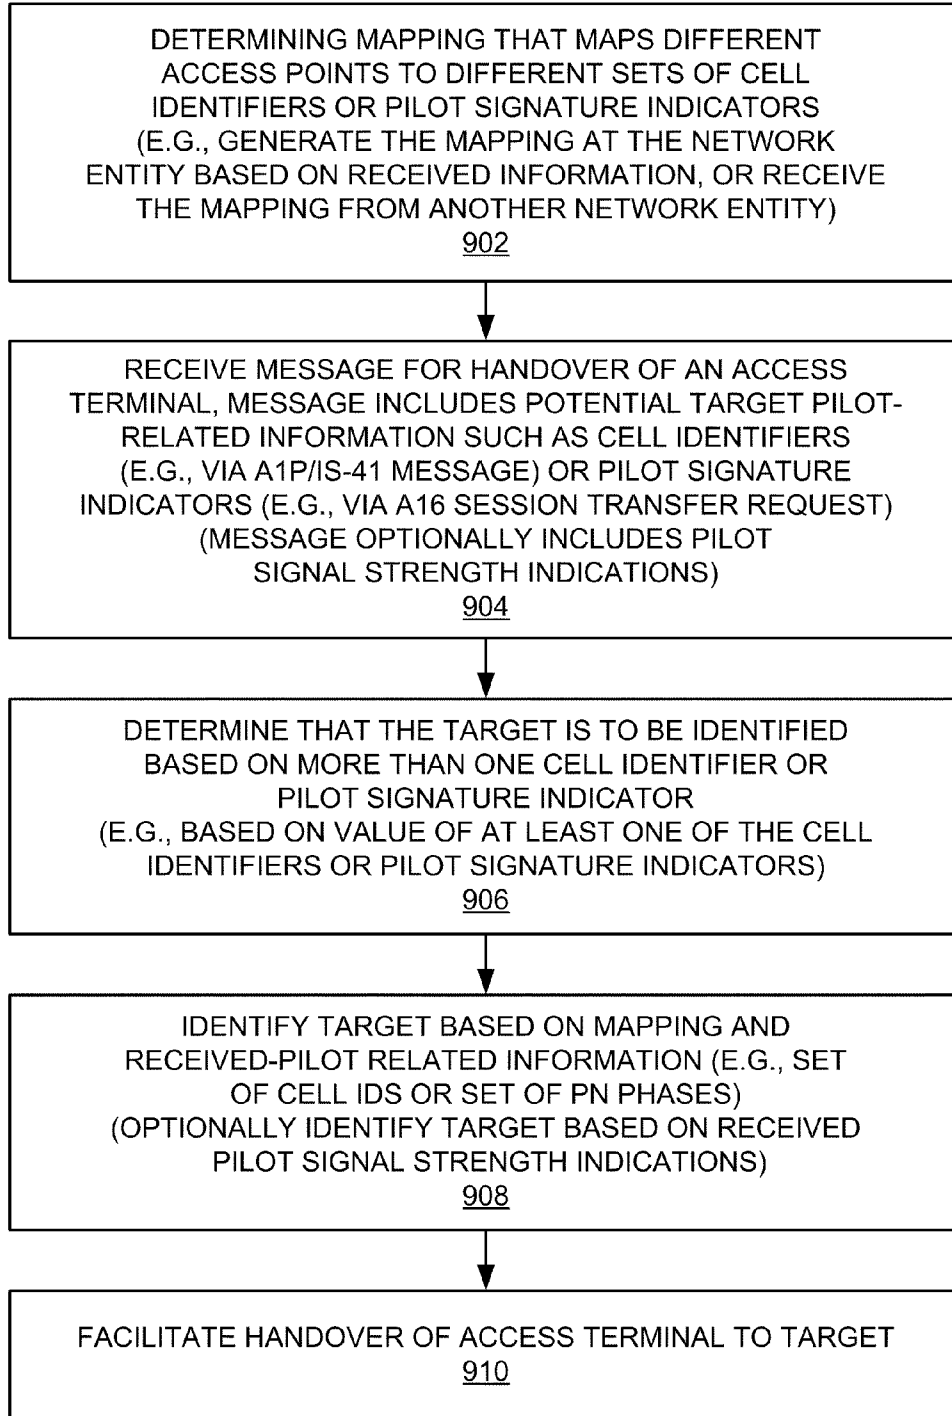 DETERMINING MAPPING THAT MAPS DIFFERENT
ACCESS POINTS TO DIFFERENT SETS OF CELL
IDENTIFIERS OR PILOT SIGNATURE INDICATORS
(E.G., GENERATE THE MAPPING AT THE NETWORK
ENTITY BASED ON RECEIVED INFORMATION, OR RECEIVE
THE MAPPING FROM ANOTHER NETWORK ENTITY)
902
RECEIVE MESSAGE FOR HANDOVER OF AN ACCESS
TERMINAL, MESSAGE INCLUDES POTENTIAL TARGET PILOT-
RELATED INFORMATION SUCH AS CELL IDENTIFIERS
(E.G., VIA A1P/IS-41 MESSAGE) OR PILOT SIGNATURE
INDICATORS (E.G., VIA A16 SESSION TRANSFER REQUEST)
(MESSAGE OPTIONALLY INCLUDES PILOT
SIGNAL STRENGTH INDICATIONS)
904
DETERMINE THAT THE TARGET IS TO BE IDENTIFIED
BASED ON MORE THAN ONE CELL IDENTIFIER OR
PILOT SIGNATURE INDICATOR
(E.G., BASED ON VALUE OF AT LEAST ONE OF THE CELL
IDENTIFIERS OR PILOT SIGNATURE INDICATORS)
906
IDENTIFY TARGET BASED ON MAPPING AND
RECEIVED-PILOT RELATED INFORMATION (E.G., SET
OF CELL IDS OR SET OF PN PHASES)
(OPTIONALLY IDENTIFY TARGET BASED ON RECEIVED
PILOT SIGNAL STRENGTH INDICATIONS)
908
FACILITATE HANDOVER OF ACCESS TERMINAL TO TARGET
910